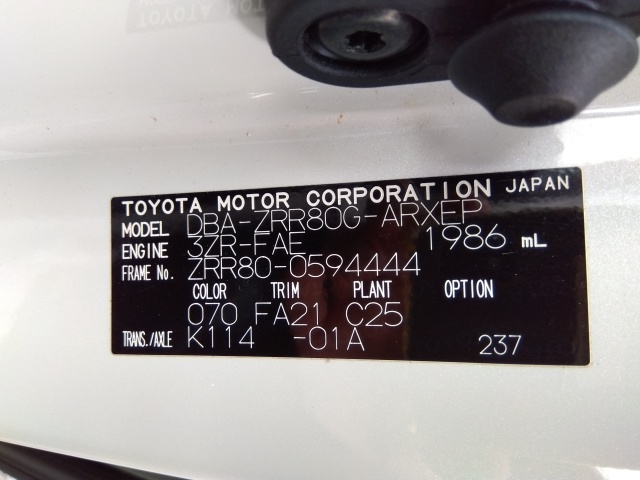 TOYOTA MOTOR CORPORATION JAPAN
MODEL DBA-ZRR80G-ARXEP
ENGINE 3ZR-FAE 1986 mL
FRAME No. ZRR80-0594444
COLOR TRIM PLANT OPTION
070 FA21 C25
TRANS./AXLE K114 -01A 237